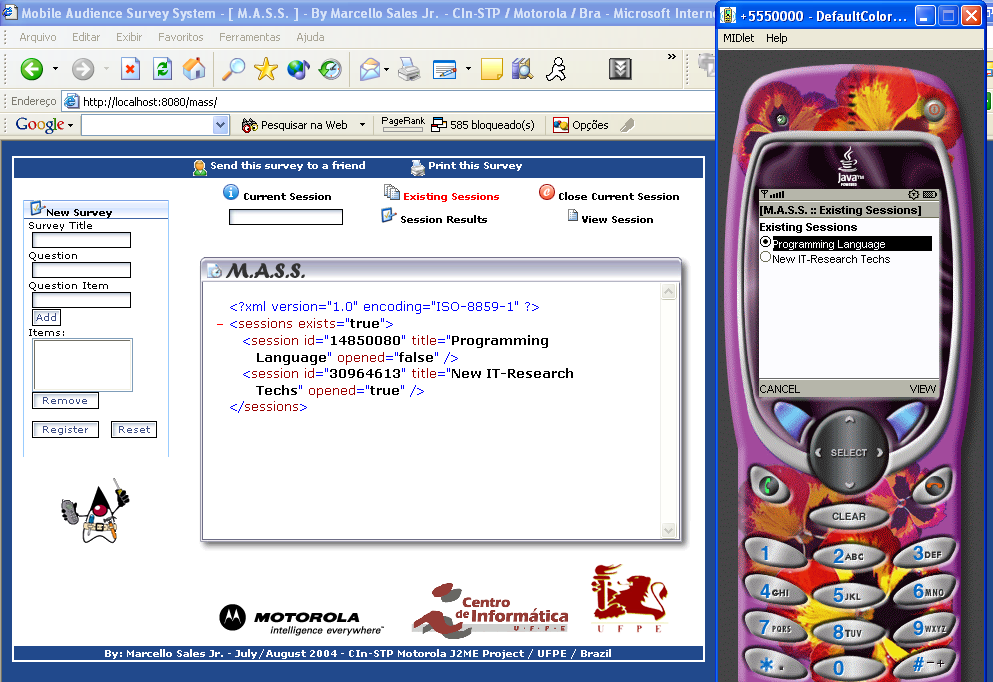 Mobile Audience Survey System - [ M.A.S.S. ] - By Marcello Sales Jr. - CIn-STP / Motorola / Bra - Microsoft Intern
Arquivo Editar Exibir Favoritos Ferramentas Ajuda
Endereço http://localhost:8080/mass/
Google Pesquisar na Web PageRank 585 bloqueado(s) Opções
Send this survey to a friend Print this Survey
Current Session Existing Sessions Close Current Session
Session Results View Session
New Survey
Survey Title
Question
Question Item
Add
Items:
Remove
Register Reset
M.A.S.S.
<?xml version="1.0" encoding="ISO-8859-1" ?>
- <sessions exists="true">
<session id="14850080" title="Programming
Language" opened="false" />
<session id="30964613" title="New IT-Research
Techs" opened="true" />
</sessions>
MOTOROLA
intelligence everywhere™
Centro
de Informática
U·F·P·E
U F P E
By: Marcello Sales Jr. - July/August 2004 - CIn-STP Motorola J2ME Project / UFPE / Brazil
+5550000 - DefaultColor...
MIDlet Help
Java
POWERED
[M.A.S.S. :: Existing Sessions]
Existing Sessions
Programming Language
New IT-Research Techs
CANCEL VIEW
SELECT
CLEAR
1 2ABC 3DEF
4GHI 5JKL 6MNO
7PQRS 8TUV 9WXYZ
* . 0 #-+